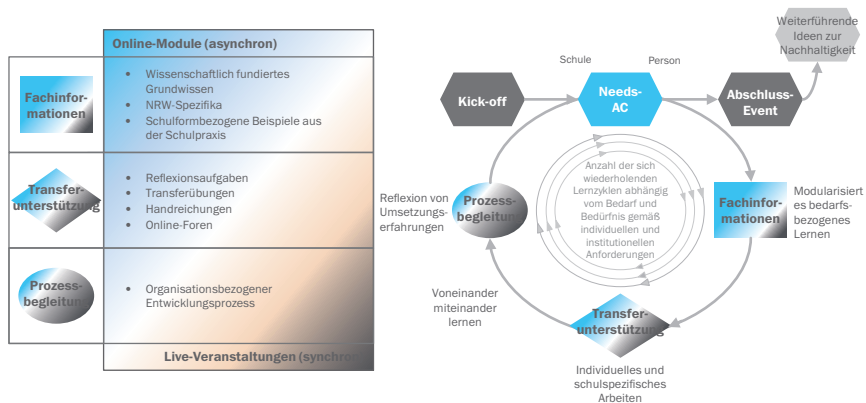 Online-Module (asynchron)
Fachinfor-
mationen
• Wissenschaftlich fundiertes
Grundwissen
• NRW-Spezifika
• Schulformbezogene Beispiele aus
der Schulpraxis
Transfer-
unterstützung
• Reflexionsaufgaben
• Transferübungen
• Handreichungen
• Online-Foren
Prozess-
begleitung
• Organisationsbezogener
Entwicklungsprozess
Live-Veranstaltungen (synchron)
Weiterführende
Ideen zur
Nachhaltigkeit
Schule
Person
Kick-off
Needs-
AC
Abschluss-
Event
Anzahl der sich
wiederholenden
Lernzyklen abhängig
vom Bedarf und
Bedürfnis gemäß
individuellen und
institutionellen
Anforderungen
Reflexion von
Umsetzungs-
erfahrungen
Prozess-
begleitung
Fachinfor-
mationen
Modularisiert
es bedarfs-
bezogenes
Lernen
Voneinander
miteinander
lernen
Transfer-
unterstützung
Individuelles und
schulspezifisches
Arbeiten